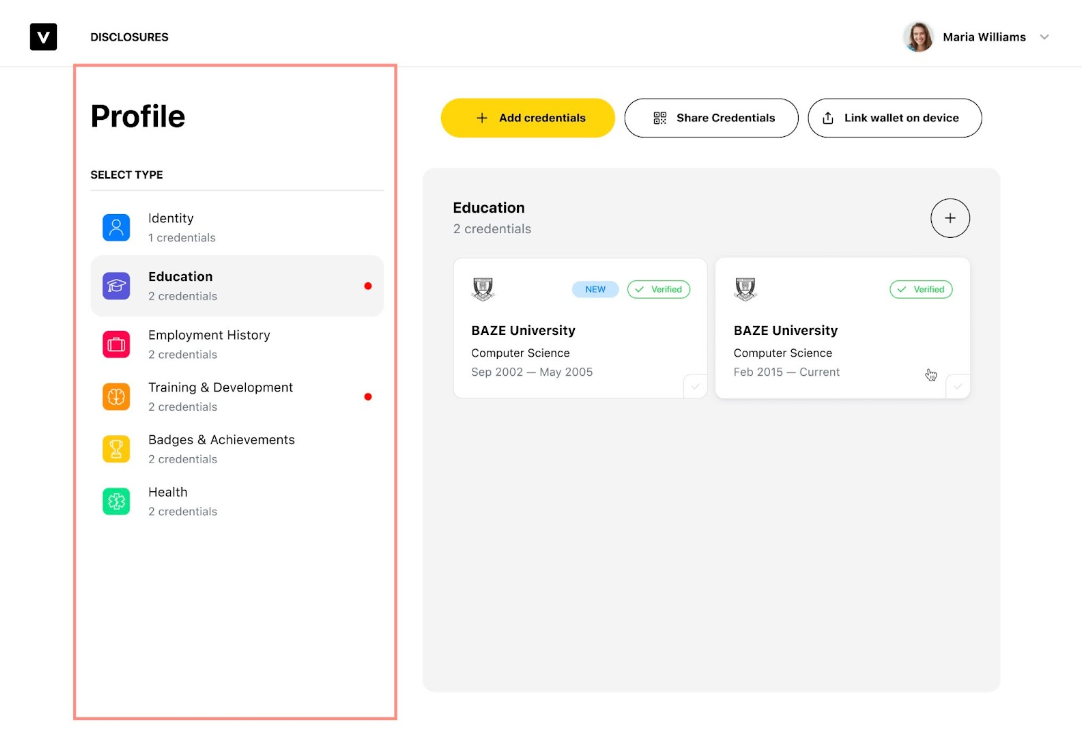 V
DISCLOSURES
Maria Williams
Profile
SELECT TYPE
Identity
1 credentials
Education
2 credentials
Employment History
2 credentials
Training & Development
2 credentials
Badges & Achievements
2 credentials
Health
2 credentials
Add credentials
Share Credentials
Link wallet on device
Education
2 credentials
NEW
Verified
BAZE University
Computer Science
Sep 2002 — May 2005
Verified
BAZE University
Computer Science
Feb 2015 — Current